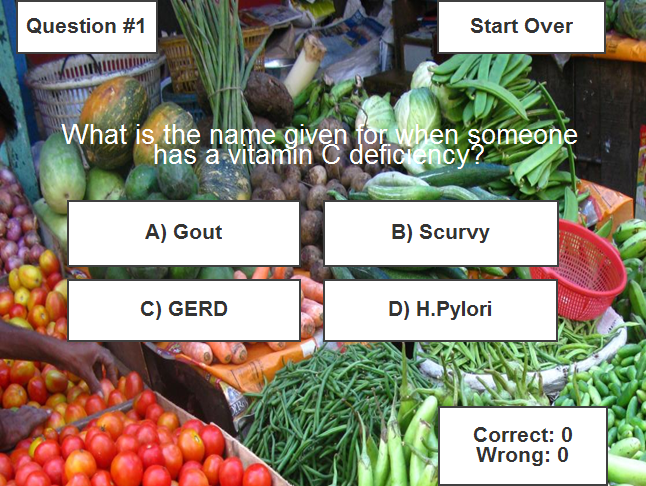 Question #1
Start Over
What is the name given for when someone
has a vitamin C deficiency?
A) Gout
B) Scurvy
C) GERD
D) H.Pylori
Correct: 0
Wrong: 0